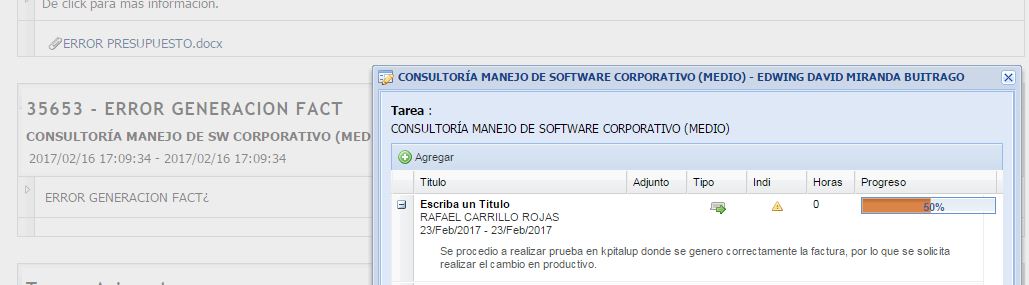 De click para mas información.
ERROR PRESUPUESTO.docx
35653 - ERROR GENERACION FACT
CONSULTORÍA MANEJO DE SW CORPORATIVO (MED
2017/02/16 17:09:34 - 2017/02/16 17:09:34
ERROR GENERACION FACT¿
CONSULTORÍA MANEJO DE SOFTWARE CORPORATIVO (MEDIO) - EDWING DAVID MIRANDA BUITRAGO
Tarea :
CONSULTORÍA MANEJO DE SOFTWARE CORPORATIVO (MEDIO)
Agregar
Titulo Adjunto Tipo Indi Horas Progreso
Escriba un Titulo 0 50%
RAFAEL CARRILLO ROJAS
23/Feb/2017 - 23/Feb/2017
Se procedio a realizar prueba en kpitalup donde se genero correctamente la factura, por lo que se solicita
realizar el cambio en productivo.